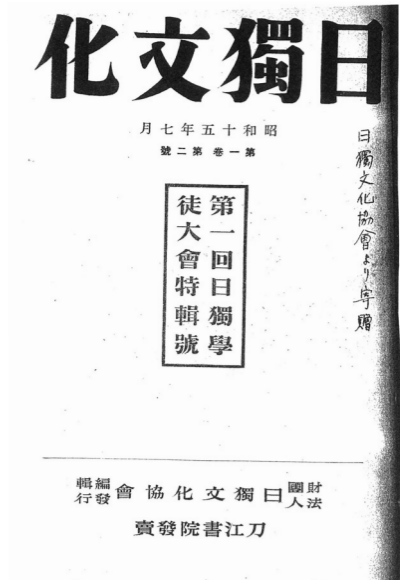 日獨文化
昭和十五年七月
第一卷第二號
日獨文化協會より寄贈
第一回日獨學
徒大會特輯號
財團法人日獨文化協會編輯發行
刀江書院發賣